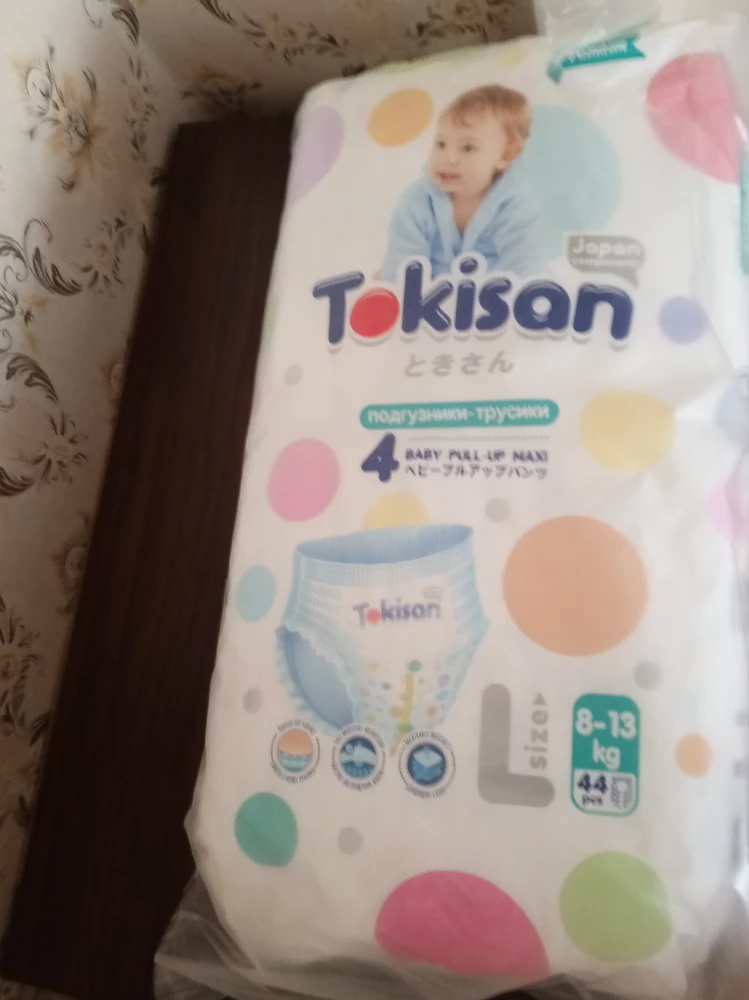 Japan
Tokisan
ときさん
подгузники-трусики
4
BABY PULL-UP MAXI
ベビープルアップパンツ
Tokisan
L size
8-13
kg
44
pcs